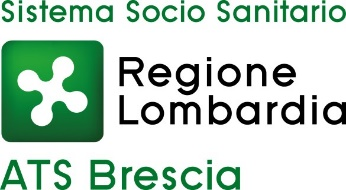 Sistema Socio Sanitario
Regione
Lombardia
ATS Brescia